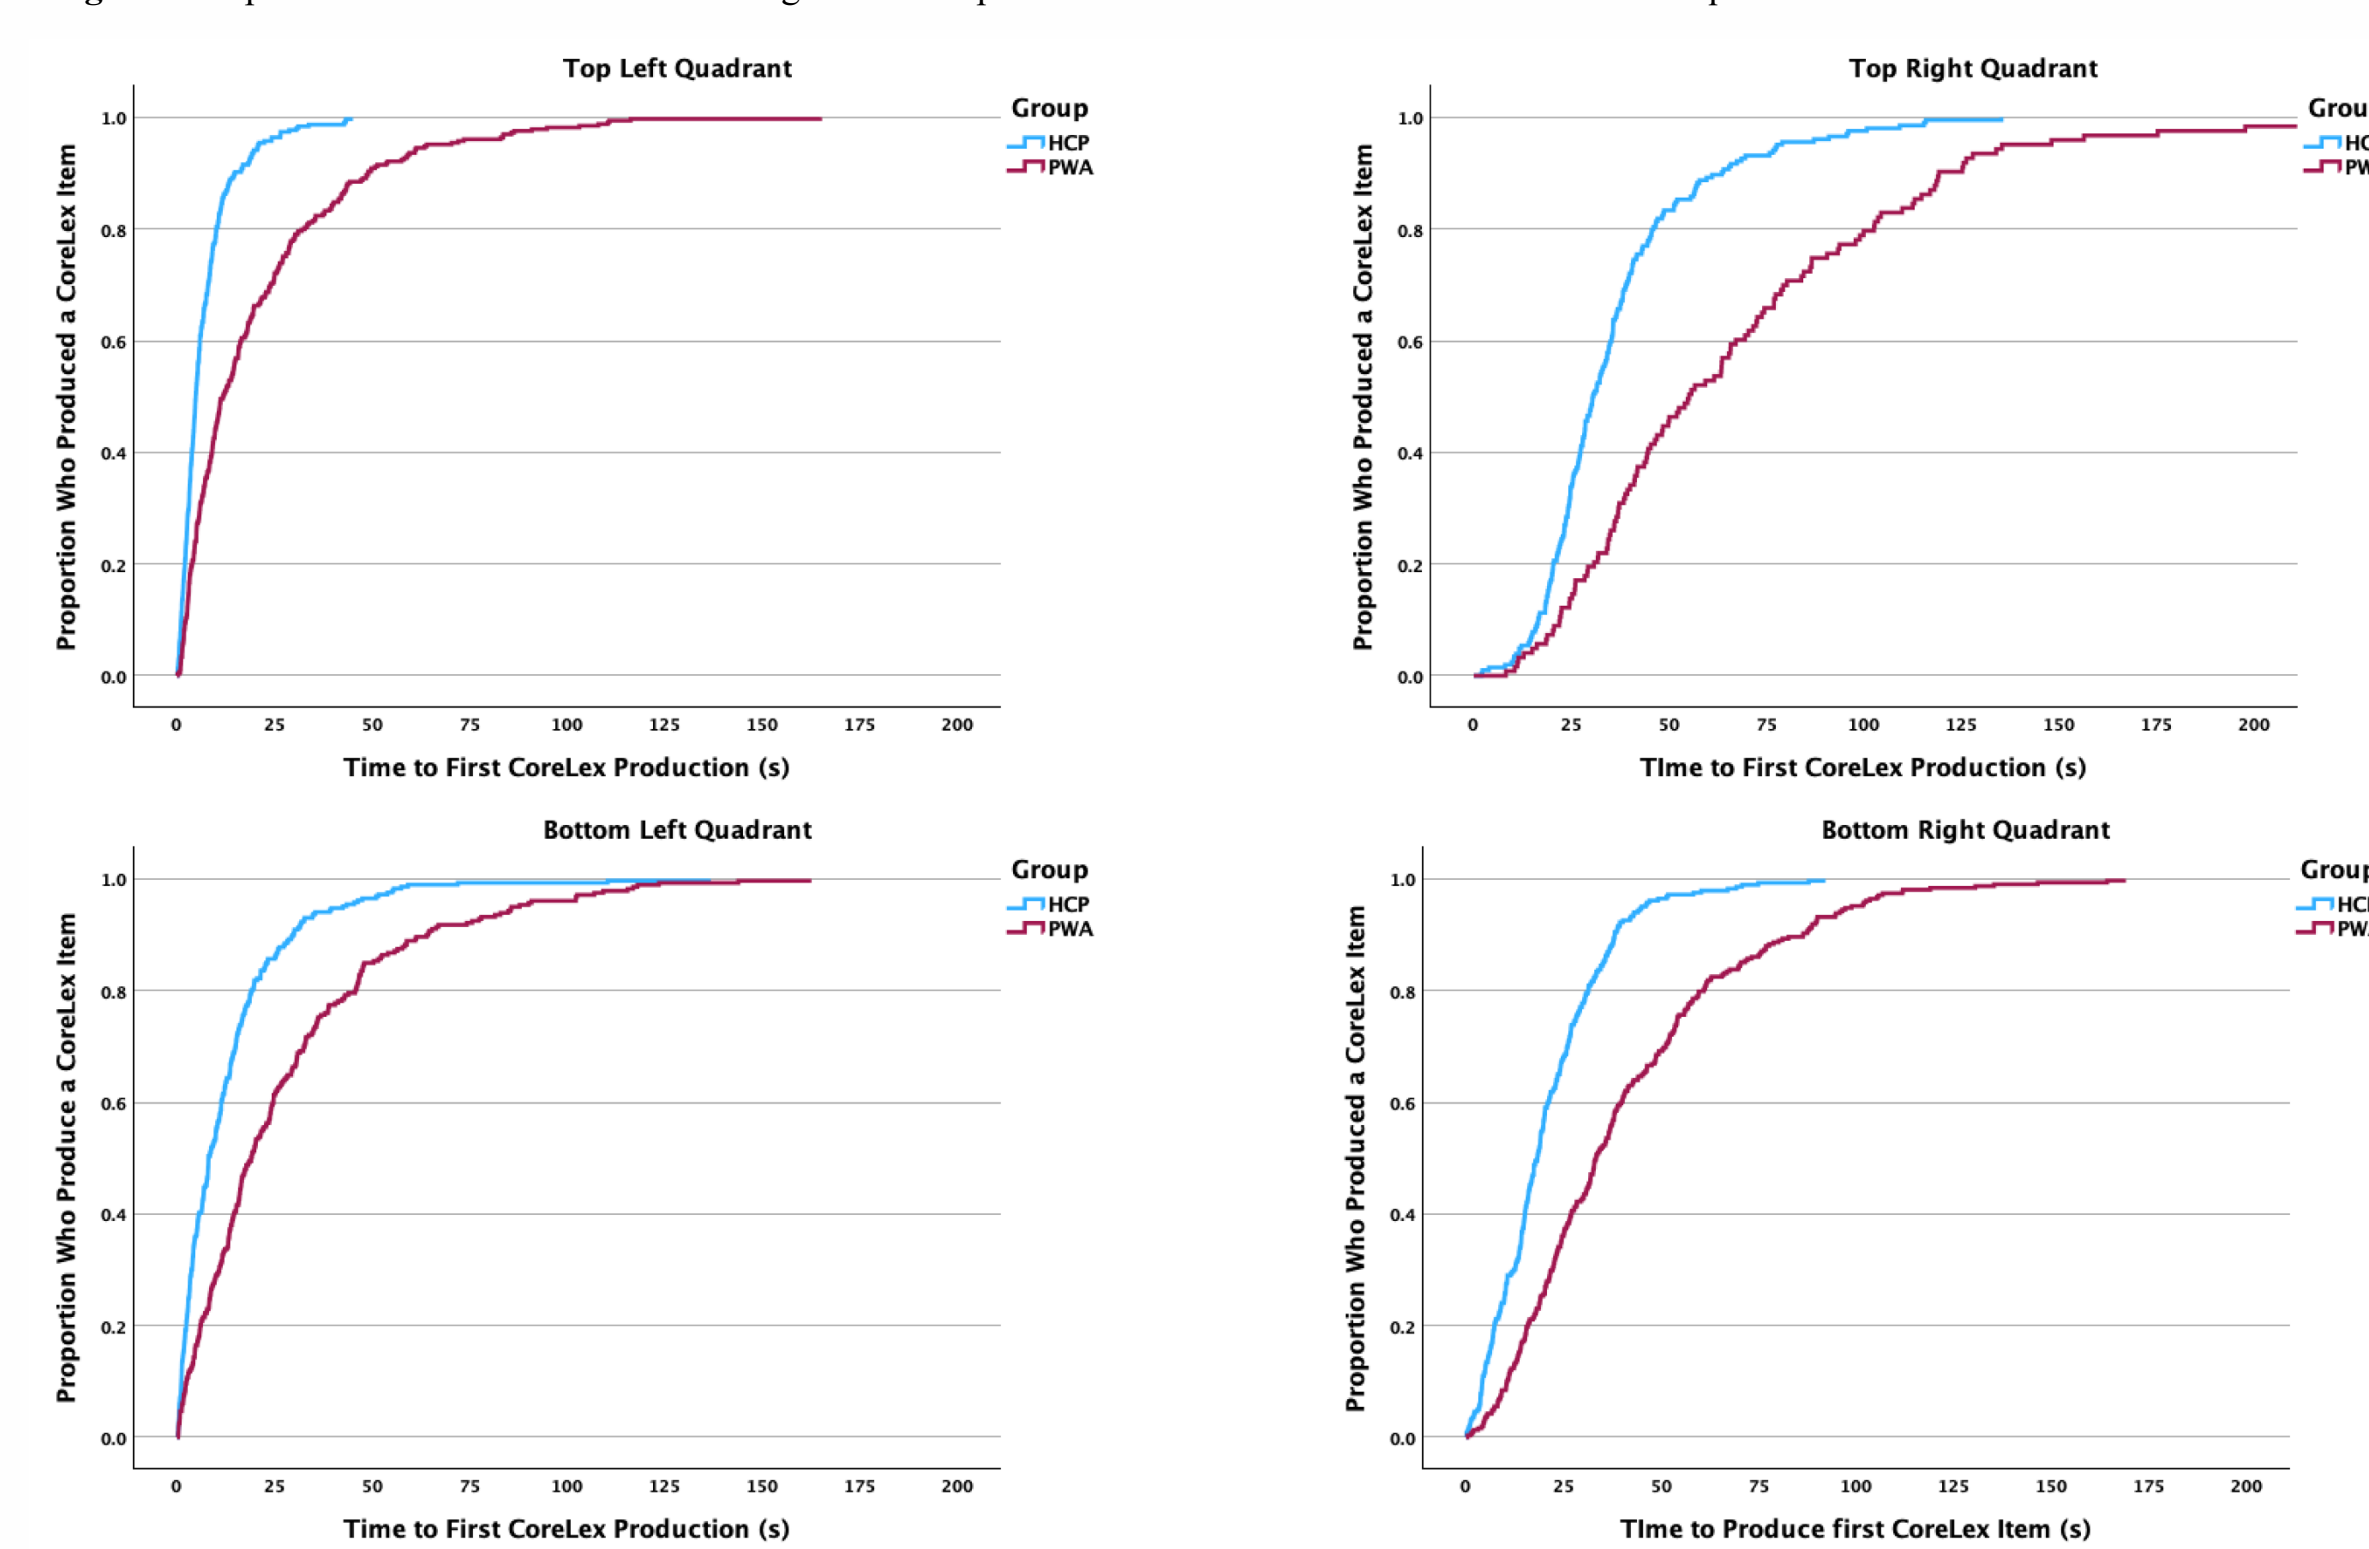 Top Left Quadrant
Group
HCP
PWA
Proportion Who Produced a CoreLex Item
1.0
0.8
0.6
0.4
0.2
0.0
0 25 50 75 100 125 150 175 200
Time to First CoreLex Production (s)
Top Right Quadrant
Grou
HC
PW
Proportion Who Produced a CoreLex Item
1.0
0.8
0.6
0.4
0.2
0.0
0 25 50 75 100 125 150 175 200
TIme to First CoreLex Production (s)
Bottom Left Quadrant
Group
HCP
PWA
Proportion Who Produce a CoreLex Item
1.0
0.8
0.6
0.4
0.2
0.0
0 25 50 75 100 125 150 175 200
Time to First CoreLex Production (s)
Bottom Right Quadrant
Group
HCP
PWA
Proportion Who Produced a CoreLex Item
1.0
0.8
0.6
0.4
0.2
0.0
0 25 50 75 100 125 150 175 200
TIme to Produce first CoreLex Item (s)